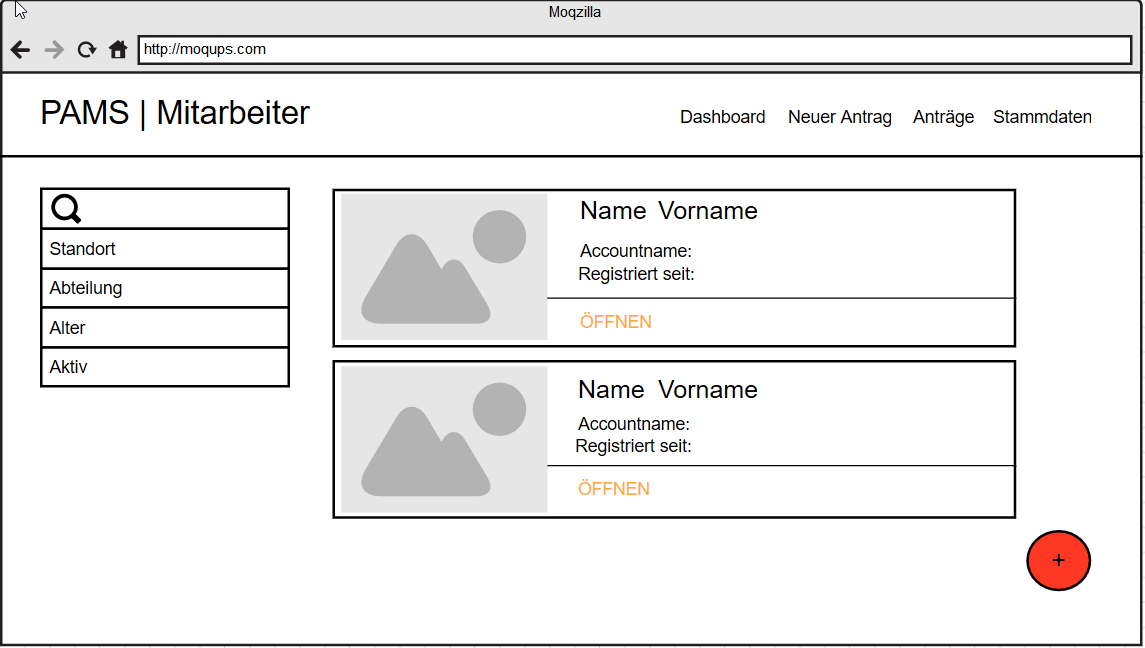 Moqzilla
http://moqups.com
PAMS | Mitarbeiter
Dashboard Neuer Antrag Anträge Stammdaten
Standort
Abteilung
Alter
Aktiv
Name Vorname
Accountname:
Registriert seit:
ÖFFNEN
Name Vorname
Accountname:
Registriert seit:
ÖFFNEN
+